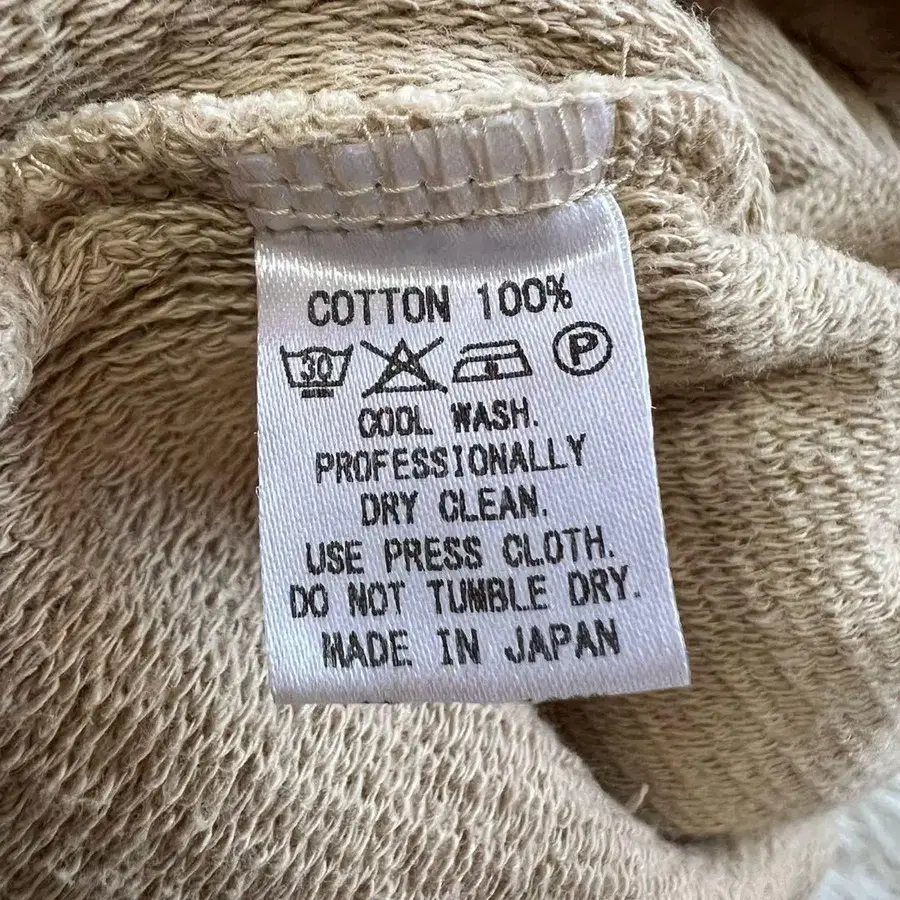 COTTON 100%
30 P
COOL WASH.
PROFESSIONALLY
DRY CLEAN.
USE PRESS CLOTH.
DO NOT TUMBLE DRY.
MADE IN JAPAN